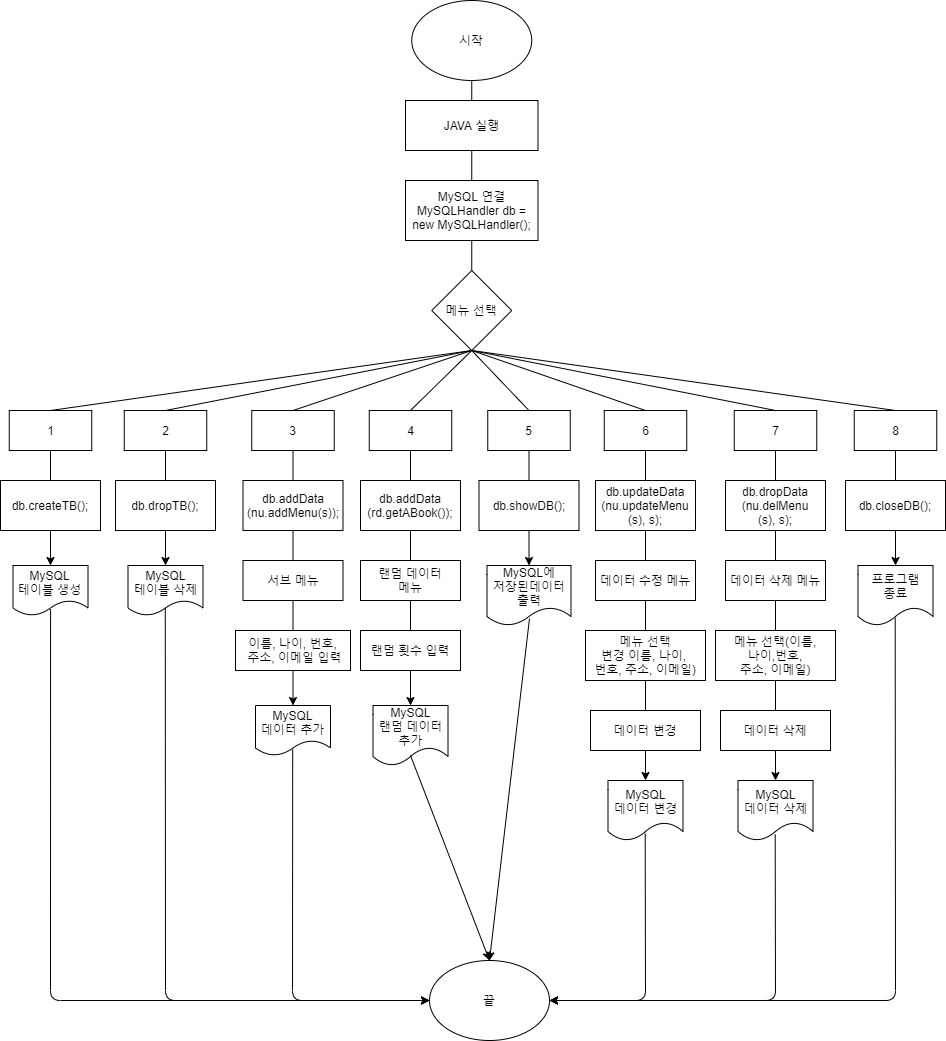 시작
JAVA 실행
MySQL 연결
MySQLHandler db =
new MySQLHandler();
메뉴 선택
1
2
3
4
5
6
7
8
db.createTB();
db.dropTB();
db.addData
(nu.addMenu(s));
db.addData
(rd.getABook());
db.showDB();
db.updateData
(nu.updateMenu
(s), s);
db.dropData
(nu.delMenu
(s), s);
db.closeDB();
MySQL
테이블 생성
MySQL
테이블 삭제
서브 메뉴
랜덤 데이터
메뉴
MySQL에
저장된데이터
출력
데이터 수정 메뉴
데이터 삭제 메뉴
프로그램
종료
이름, 나이, 번호,
주소, 이메일 입력
랜덤 횟수 입력
메뉴 선택
변경 이름, 나이,
번호, 주소, 이메일)
메뉴 선택(이름,
나이,번호,
주소, 이메일)
MySQL
데이터 추가
MySQL
랜덤 데이터
추가
데이터 변경
데이터 삭제
MySQL
데이터 변경
MySQL
데이터 삭제
끝